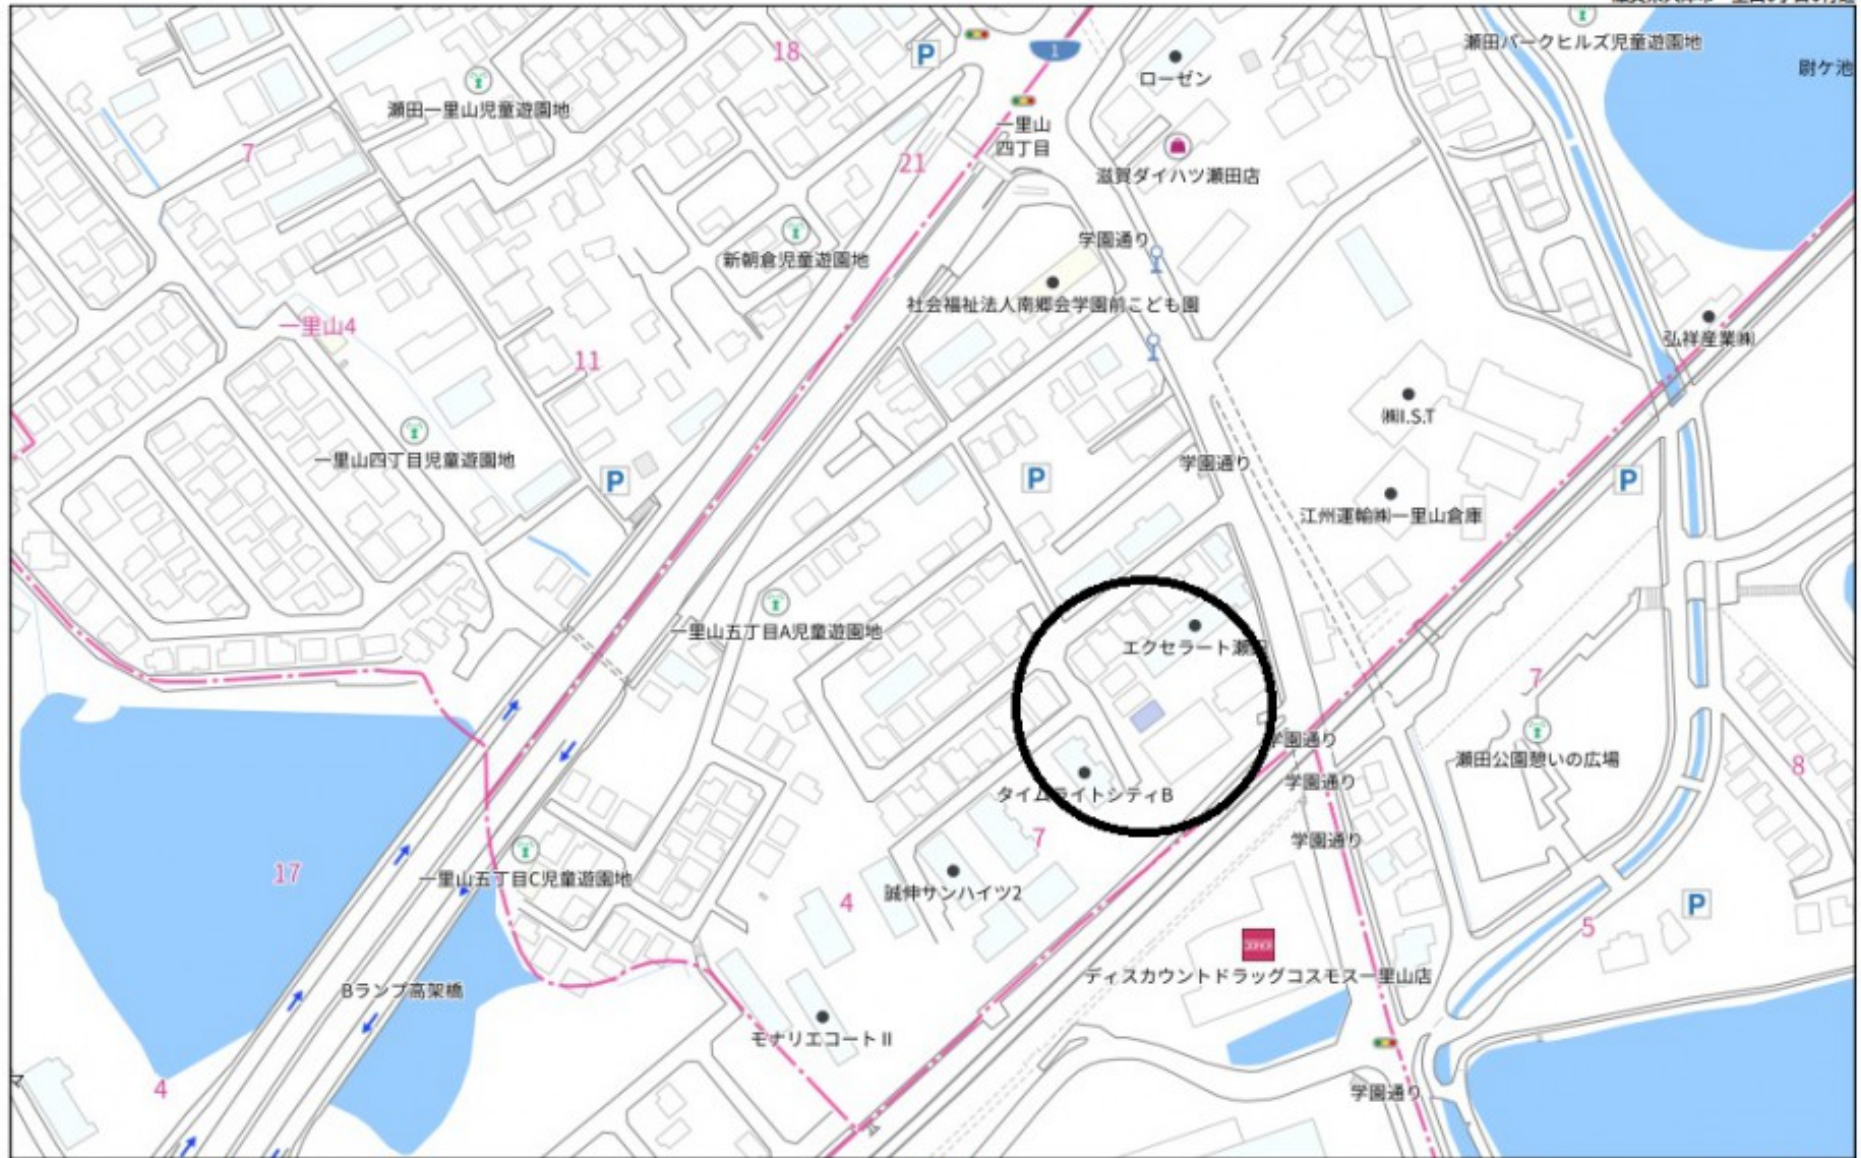 瀬田パークヒルズ児童遊園地
尉ケ池
18
P
1
ローゼン
瀬田一里山児童遊園地
一里山
四丁目
7
21
滋賀ダイハツ瀬田店
学園通り
新朝倉児童遊園地
社会福祉法人南郷会学園前こども園
一里山4
11
弘祥産業㈱
㈱I.S.T
一里山四丁目児童遊園地
P
P
学園通り
P
江州運輸㈱一里山倉庫
一里山五丁目A児童遊園地
エクセラート瀬田
7
学園通り
瀬田公園憩いの広場
8
学園通り
タイムライトシティB
7
学園通り
17
一里山五丁目C児童遊園地
誠伸サンハイツ2
4
P
5
ディスカウントドラッグコスモス一里山店
Bランプ高架橋
モナリエコートⅡ
マ
4
学園通り